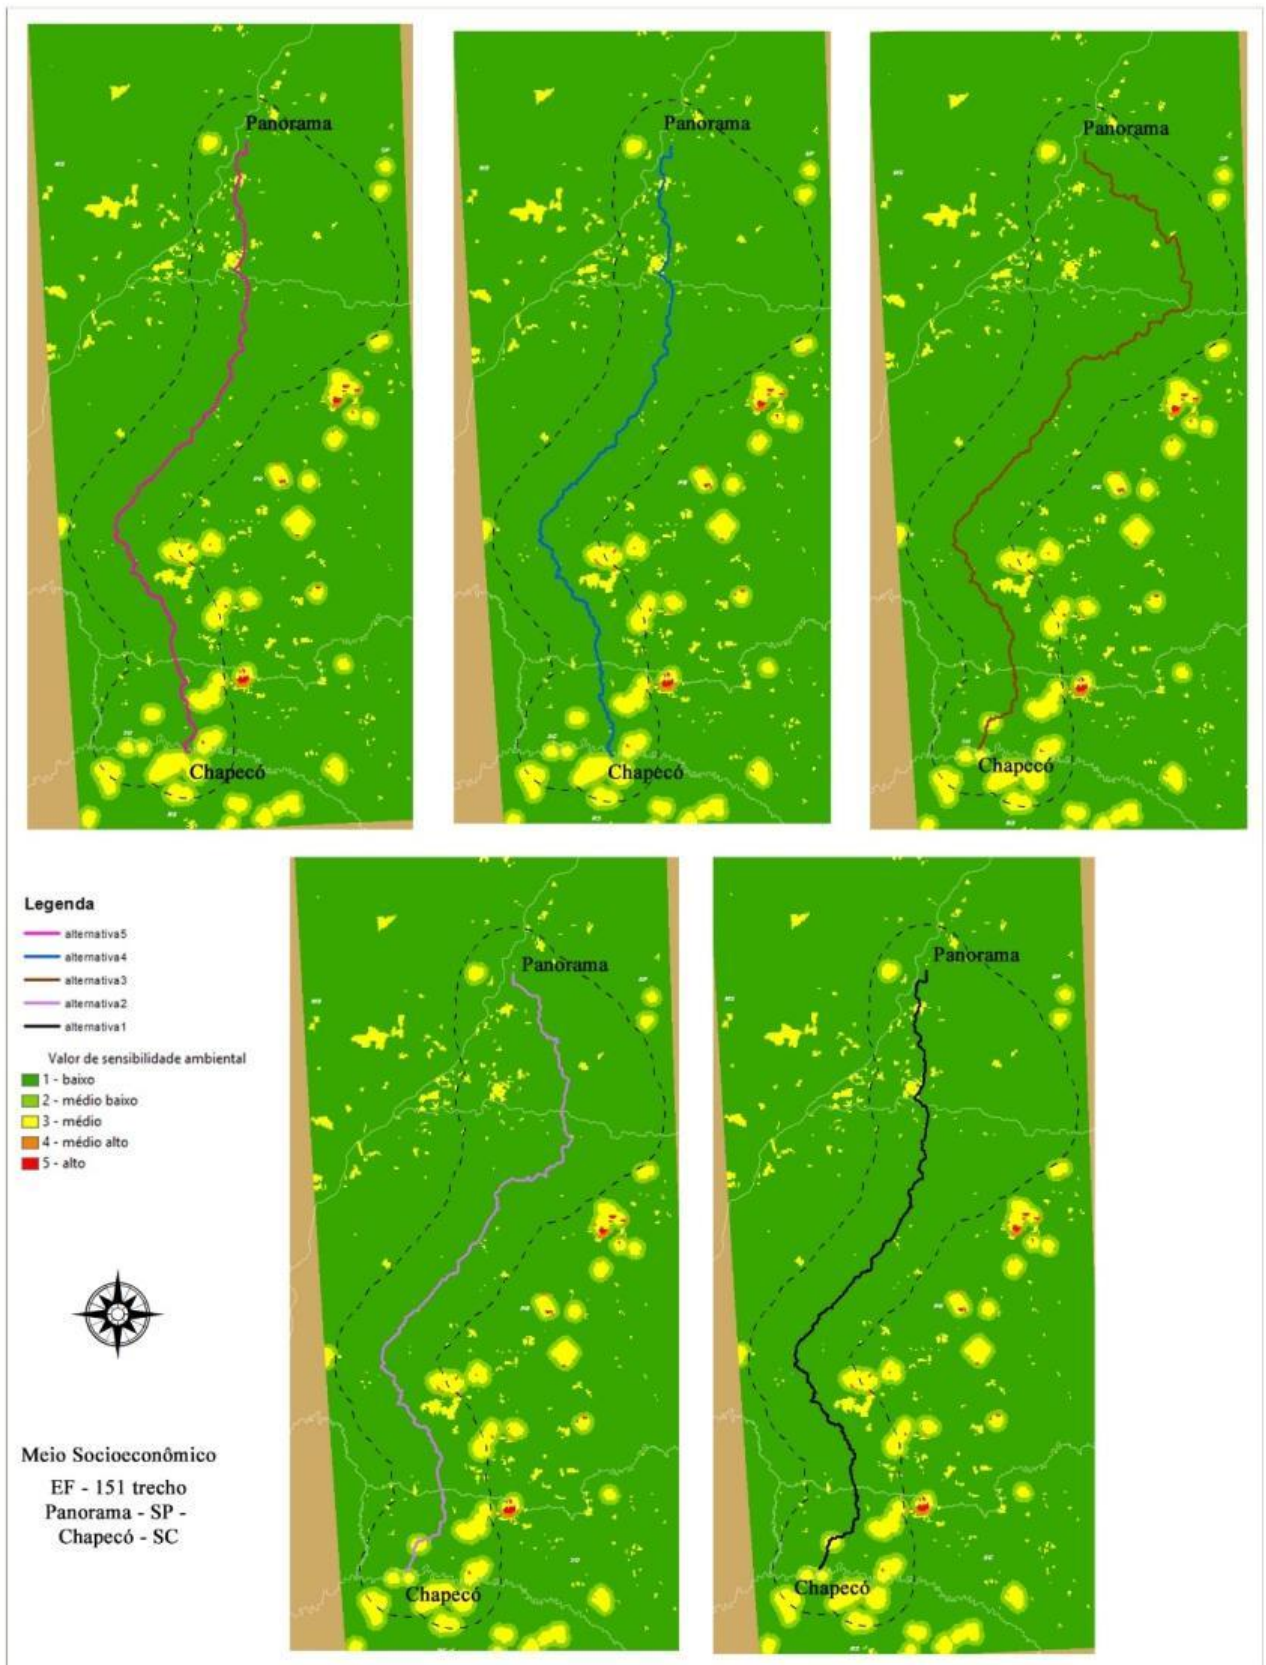 Panorama
Chapecó
Panorama
Chapecó
Panorama
Chapecó
Legenda
alternativa5
alternativa4
alternativa3
alternativa2
alternativa1
Valor de sensibilidade ambiental
1 - baixo
2 - médio baixo
3 - médio
4 - médio alto
5 - alto
Panorama
Chapecó
Panorama
Chapecó
Meio Socioeconômico
EF - 151 trecho
Panorama - SP -
Chapecó - SC